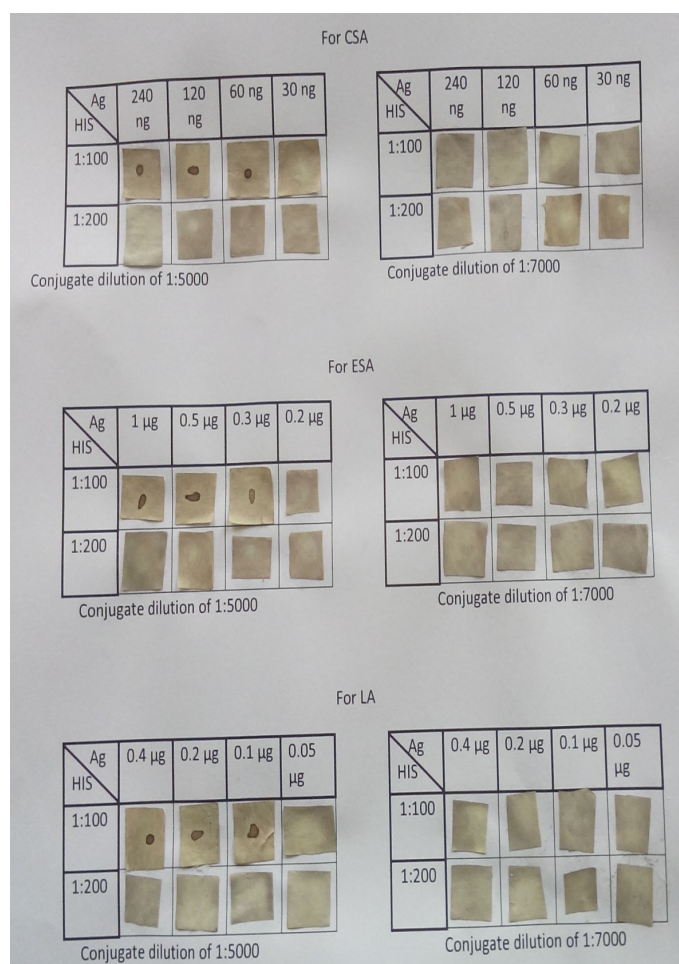 For CSA
Ag 240 120 60 ng 30 ng
HIS ng ng
1:100
1:200
Conjugate dilution of 1:5000
Ag 240 120 60 ng 30 ng
HIS ng ng
1:100
1:200
Conjugate dilution of 1:7000
For ESA
Ag 1 µg 0.5 µg 0.3 µg 0.2 µg
HIS
1:100
1:200
Conjugate dilution of 1:5000
Ag 1 µg 0.5 µg 0.3 µg 0.2 µg
HIS
1:100
1:200
Conjugate dilution of 1:7000
For LA
Ag 0.4 µg 0.2 µg 0.1 µg 0.05
HIS µg
1:100
1:200
Conjugate dilution of 1:5000
Ag 0.4 µg 0.2 µg 0.1 µg 0.05
HIS µg
1:100
1:200
Conjugate dilution of 1:7000